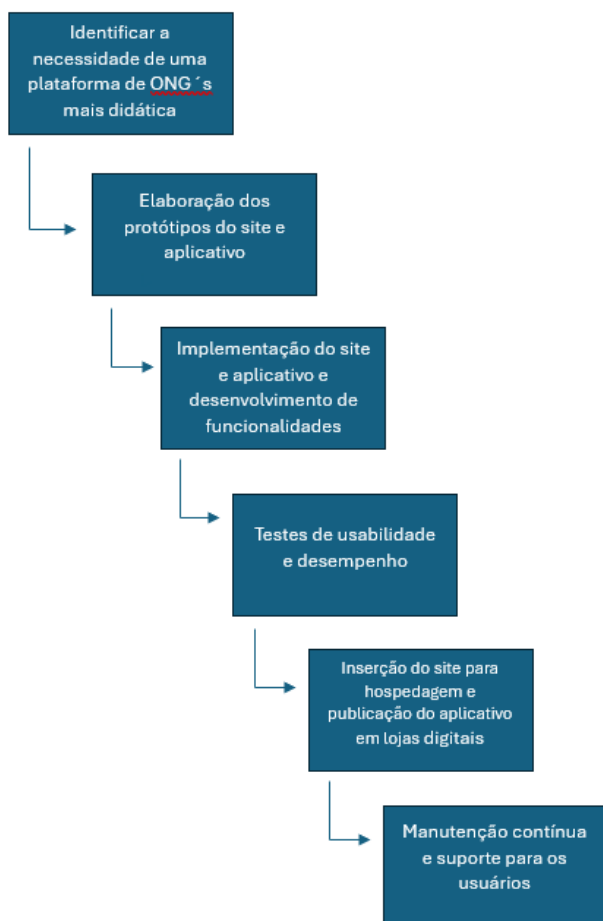 Identificar a
necessidade de uma
plataforma de ONG´s
mais didática
Elaboração dos
protótipos do site e
aplicativo
Implementação do site
e aplicativo e
desenvolvimento de
funcionalidades
Testes de usabilidade
e desempenho
Inserção do site para
hospedagem e
publicação do aplicativo
em lojas digitais
Manutenção contínua
e suporte para os
usuários